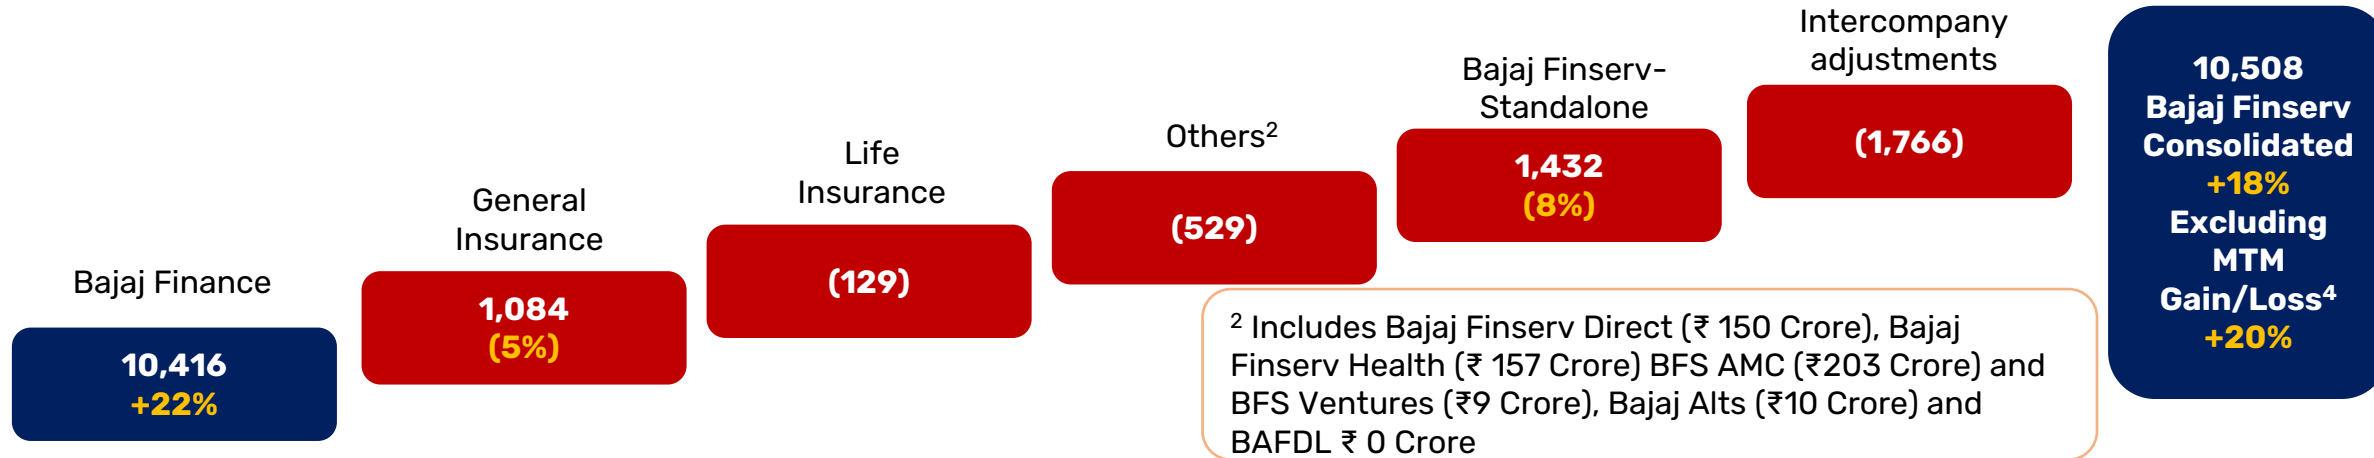 Bajaj Finance
10,416
+22%
General
Insurance
1,084
(5%)
Life
Insurance
(129)
Others²
(529)
Bajaj Finserv-
Standalone
1,432
(8%)
Intercompany
adjustments
(1,766)
10,508
Bajaj Finserv
Consolidated
+18%
Excluding
MTM
Gain/Loss⁴
+20%
² Includes Bajaj Finserv Direct (₹ 150 Crore), Bajaj
Finserv Health (₹ 157 Crore) BFS AMC (₹203 Crore) and
BFS Ventures (₹9 Crore), Bajaj Alts (₹10 Crore) and
BAFDL ₹ 0 Crore